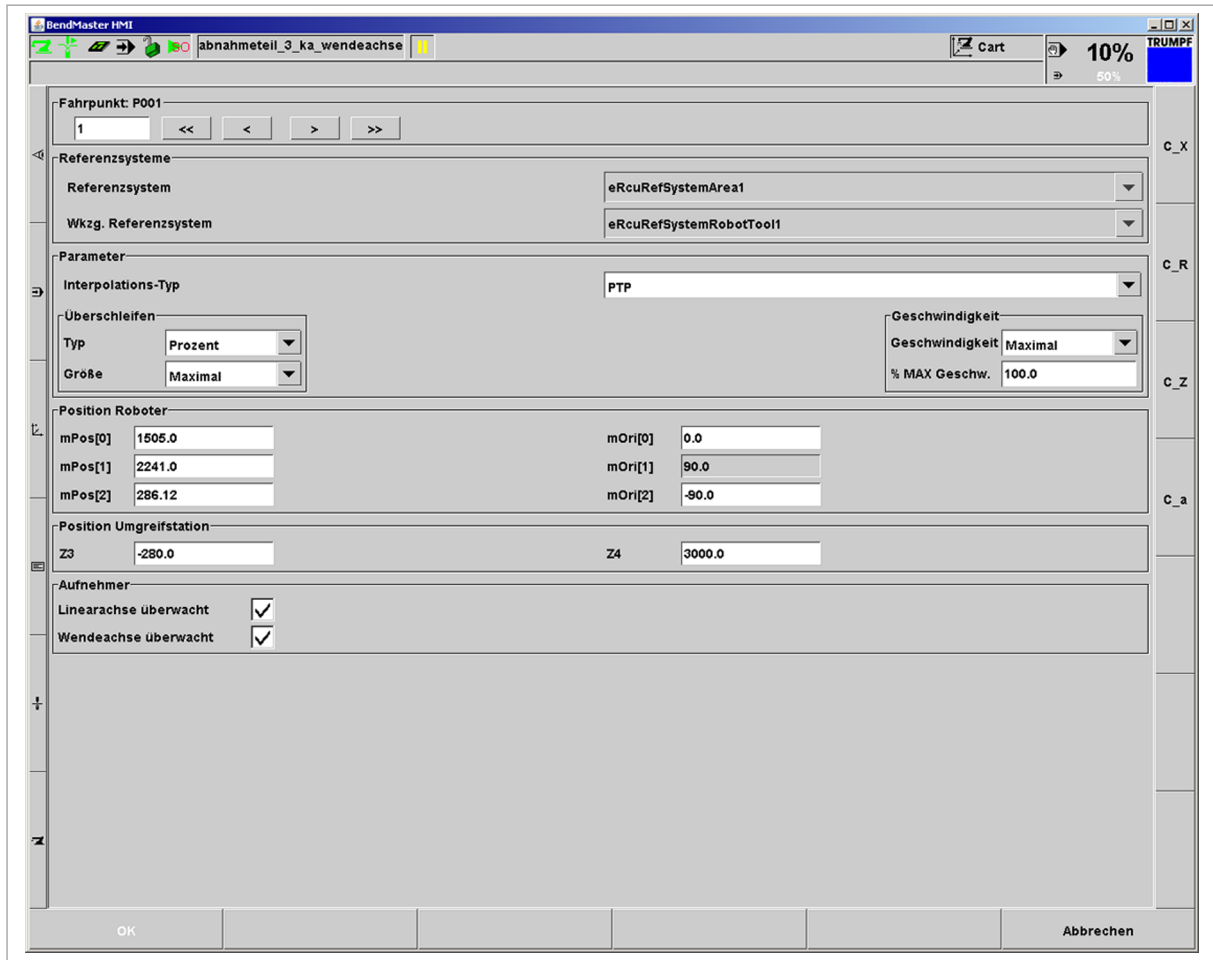 BendMaster HMI
abnahmeteil_3_ka_wendeachse
Cart
10%
50%
TRUMPF
Fahrpunkt: P001
1 << < > >>
C_X
Referenzsysteme
Referenzsystem eRcuRefSystemArea1
Wkzg. Referenzsystem eRcuRefSystemRobotTool1
Parameter
C_R
Interpolations-Typ PTP
Überschleifen Geschwindigkeit
Typ Prozent Geschwindigkeit Maximal
Größe Maximal % MAX Geschw. 100.0
C_Z
Position Roboter
mPos[0] 1505.0 mOri[0] 0.0
mPos[1] 2241.0 mOri[1] 90.0
mPos[2] 286.12 mOri[2] -90.0
C_a
Position Umgreifstation
Z3 -280.0 Z4 3000.0
Aufnehmer
Linearachse überwacht
Wendeachse überwacht
OK Abbrechen